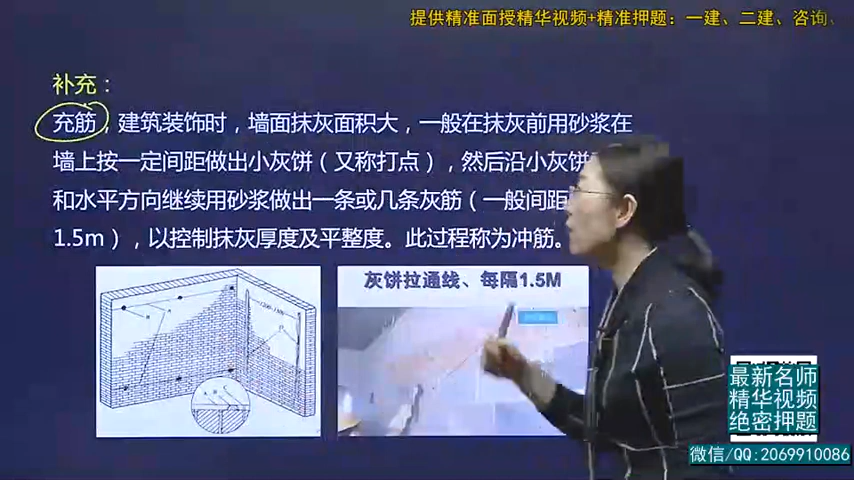 提供精准面授精华视频+精准押题：一建、二建、咨询、
补充：
充筋，建筑装饰时，墙面抹灰面积大，一般在抹灰前用砂浆在
墙上按一定间距做出小灰饼（又称打点），然后沿小灰饼
和水平方向继续用砂浆做出一条或几条灰筋（一般间距
1.5m），以控制抹灰厚度及平整度。此过程称为冲筋。
灰饼拉通线、每隔1.5M
最新名师
精华视频
绝密押题
微信/QQ:2069910086